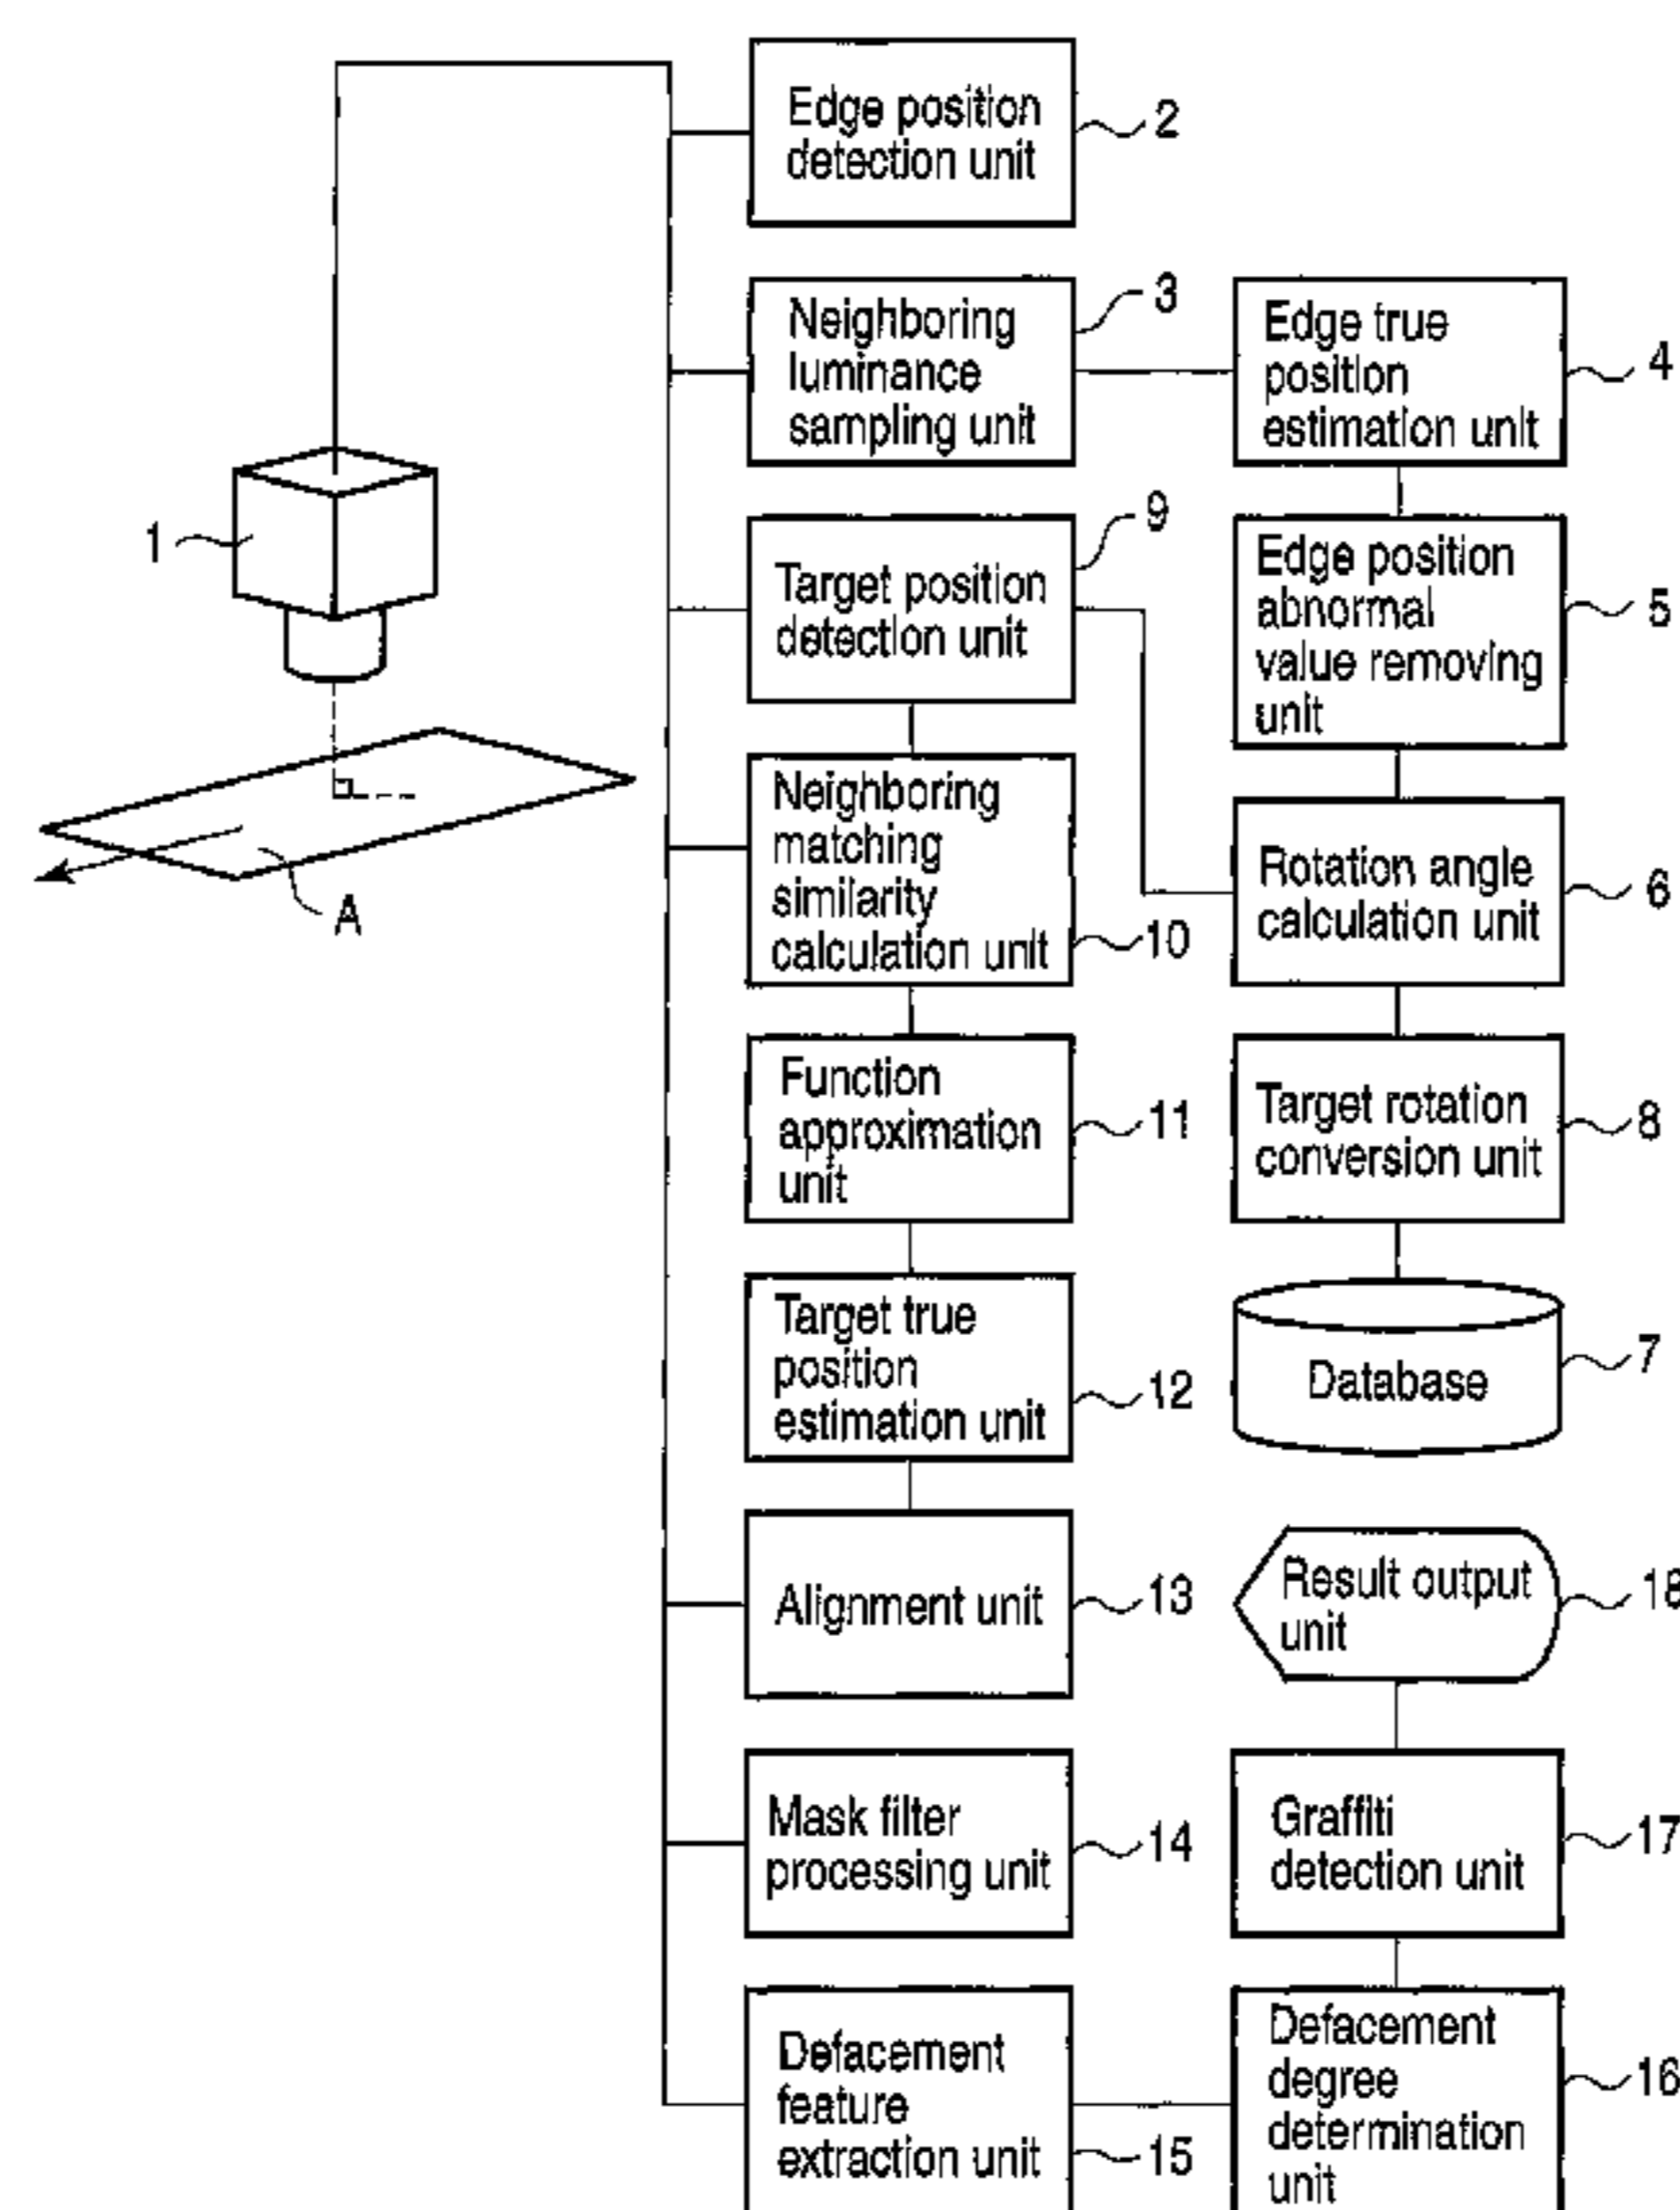 Edge position
detection unit
2
Neighboring
luminance
sampling unit
3
Edge true
position
estimation unit
4
1
Target position
detection unit
9
Edge position
abnormal
value removing
unit
5
A
Neighboring
matching
similarity
calculation unit
10
Rotation angle
calculation unit
6
Function
approximation
unit
11
Target rotation
conversion unit
8
Target true
position
estimation unit
12
Database
7
Alignment unit
13
Result output
unit
18
Mask filter
processing unit
14
Graffiti
detection unit
17
Defacement
feature
extraction unit
15
Defacement
degree
determination
unit
16